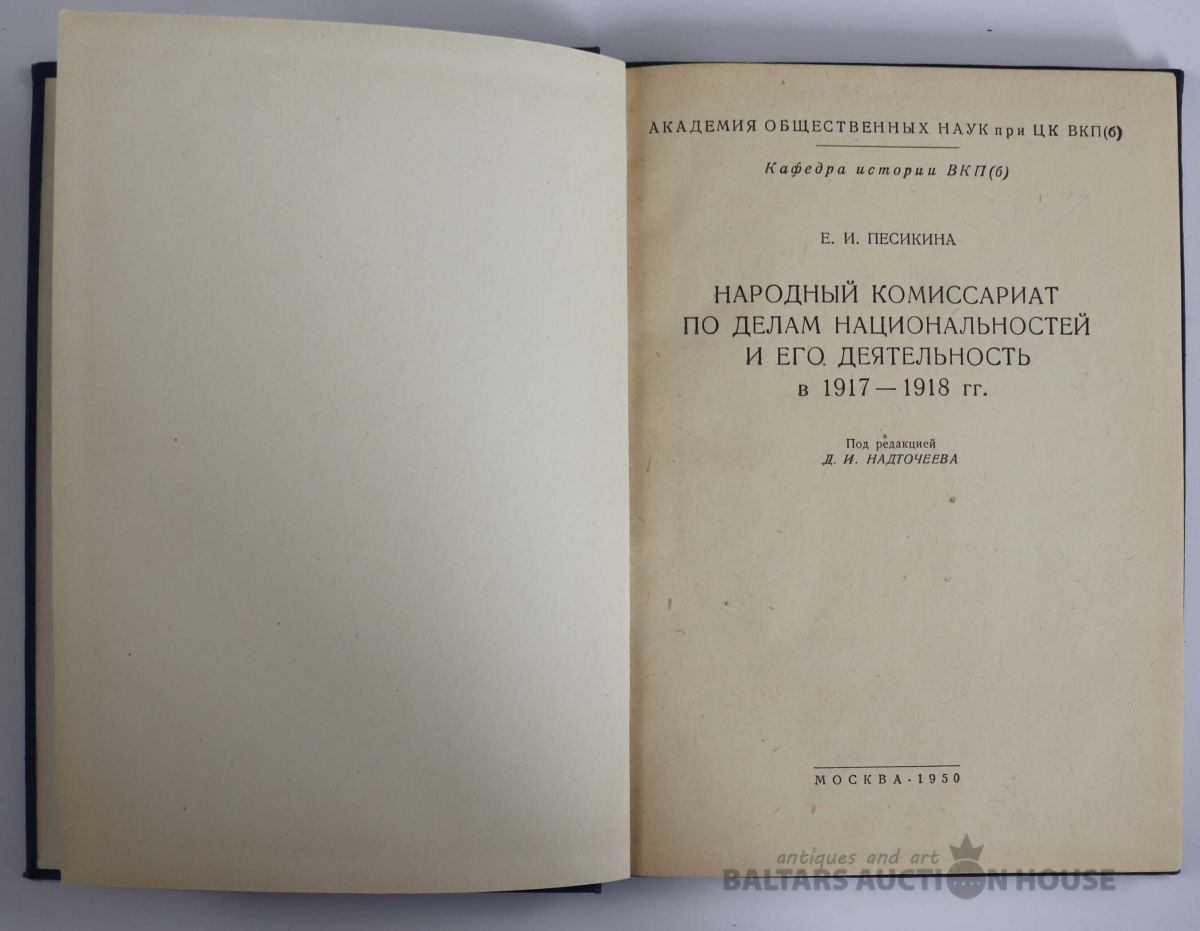 АКАДЕМИЯ ОБЩЕСТВЕННЫХ НАУК при ЦК ВКП(б)
Кафедра истории ВКП(б)
Е. И. ПЕСИКИНА
НАРОДНЫЙ КОМИССАРИАТ
ПО ДЕЛАМ НАЦИОНАЛЬНОСТЕЙ
И ЕГО ДЕЯТЕЛЬНОСТЬ
в 1917 — 1918 гг.
Под редакцией
Д. И. НАДТОЧЕЕВА
МОСКВА · 1950
antiques and art
BALTARS AUCTION HOUSE